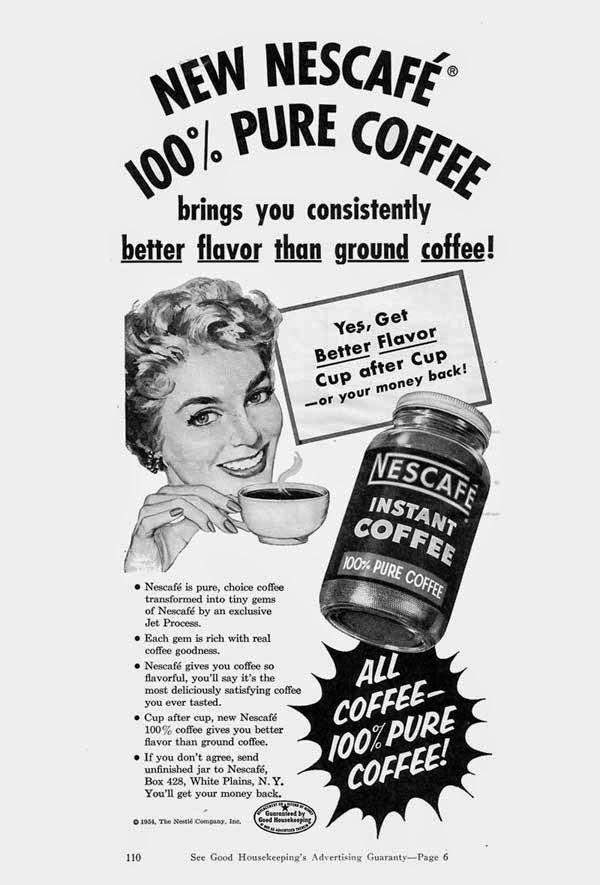 NEW NESCAFÉ®
100% PURE COFFEE
brings you consistently
better flavor than ground coffee!
Yes, Get
Better Flavor
Cup after Cup
—or your money back!
NESCAFÉ
INSTANT
COFFEE
100% PURE COFFEE
• Nescafé is pure, choice coffee
transformed into tiny gems
of Nescafé by an exclusive
Jet Process.
• Each gem is rich with real
coffee goodness.
• Nescafé gives you coffee so
flavorful, you'll say it's the
most deliciously satisfying coffee
you ever tasted.
• Cup after cup, new Nescafé
100% coffee gives you better
flavor than ground coffee.
• If you don't agree, send
unfinished jar to Nescafé,
Box 428, White Plains, N. Y.
You'll get your money back.
ALL
COFFEE—
100% PURE
COFFEE!
© 1954, The Nestlé Company, Inc.
Guaranteed by
Good Housekeeping
110
See Good Housekeeping's Advertising Guaranty—Page 6